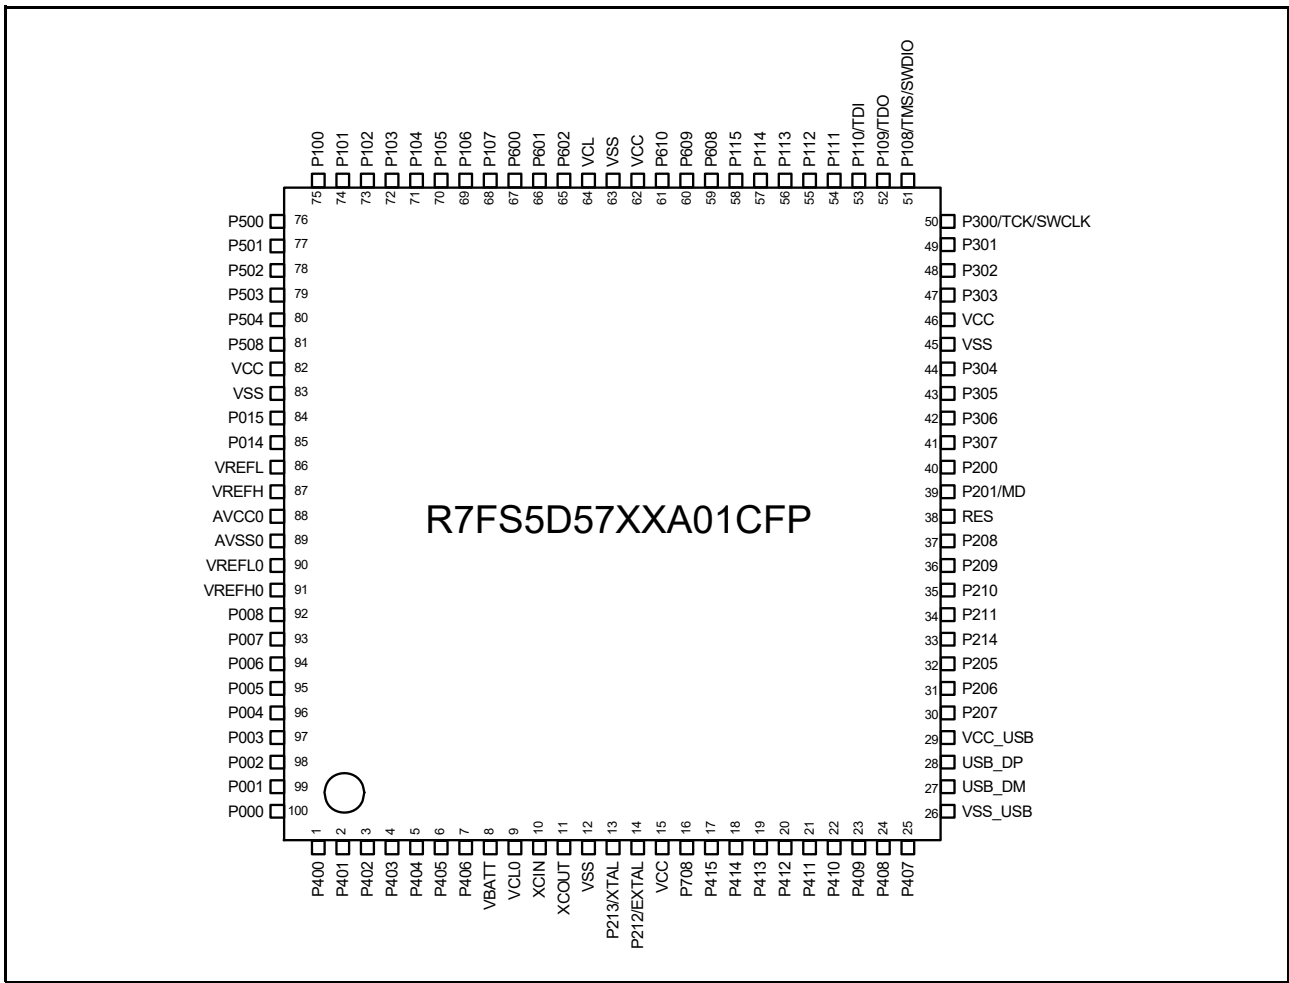 P100 P101 P102 P103 P104 P105 P106 P107 P600 P601 P602 VCL VSS VCC P610 P609 P608 P115 P114 P113 P112 P111 P110/TDI P109/TDO P108/TMS/SWDIO
75 74 73 72 71 70 69 68 67 66 65 64 63 62 61 60 59 58 57 56 55 54 53 52 51
P500 76 50 P300/TCK/SWCLK
P501 77 49 P301
P502 78 48 P302
P503 79 47 P303
P504 80 46 VCC
P508 81 45 VSS
VCC 82 44 P304
VSS 83 43 P305
P015 84 42 P306
P014 85 41 P307
VREFL 86 40 P200
VREFH 87 39 P201/MD
AVCC0 88 38 RES
R7FS5D57XXA01CFP
AVSS0 89 37 P208
VREFL0 90 36 P209
VREFH0 91 35 P210
P008 92 34 P211
P007 93 33 P214
P006 94 32 P205
P005 95 31 P206
P004 96 30 P207
P003 97 29 VCC_USB
P002 98 28 USB_DP
P001 99 27 USB_DM
P000 100 26 VSS_USB
1 2 3 4 5 6 7 8 9 10 11 12 13 14 15 16 17 18 19 20 21 22 23 24 25
P400 P401 P402 P403 P404 P405 P406 VBATT VCL0 XCIN XCOUT VSS P213/XTAL P212/EXTAL VCC P708 P415 P414 P413 P412 P411 P410 P409 P408 P407